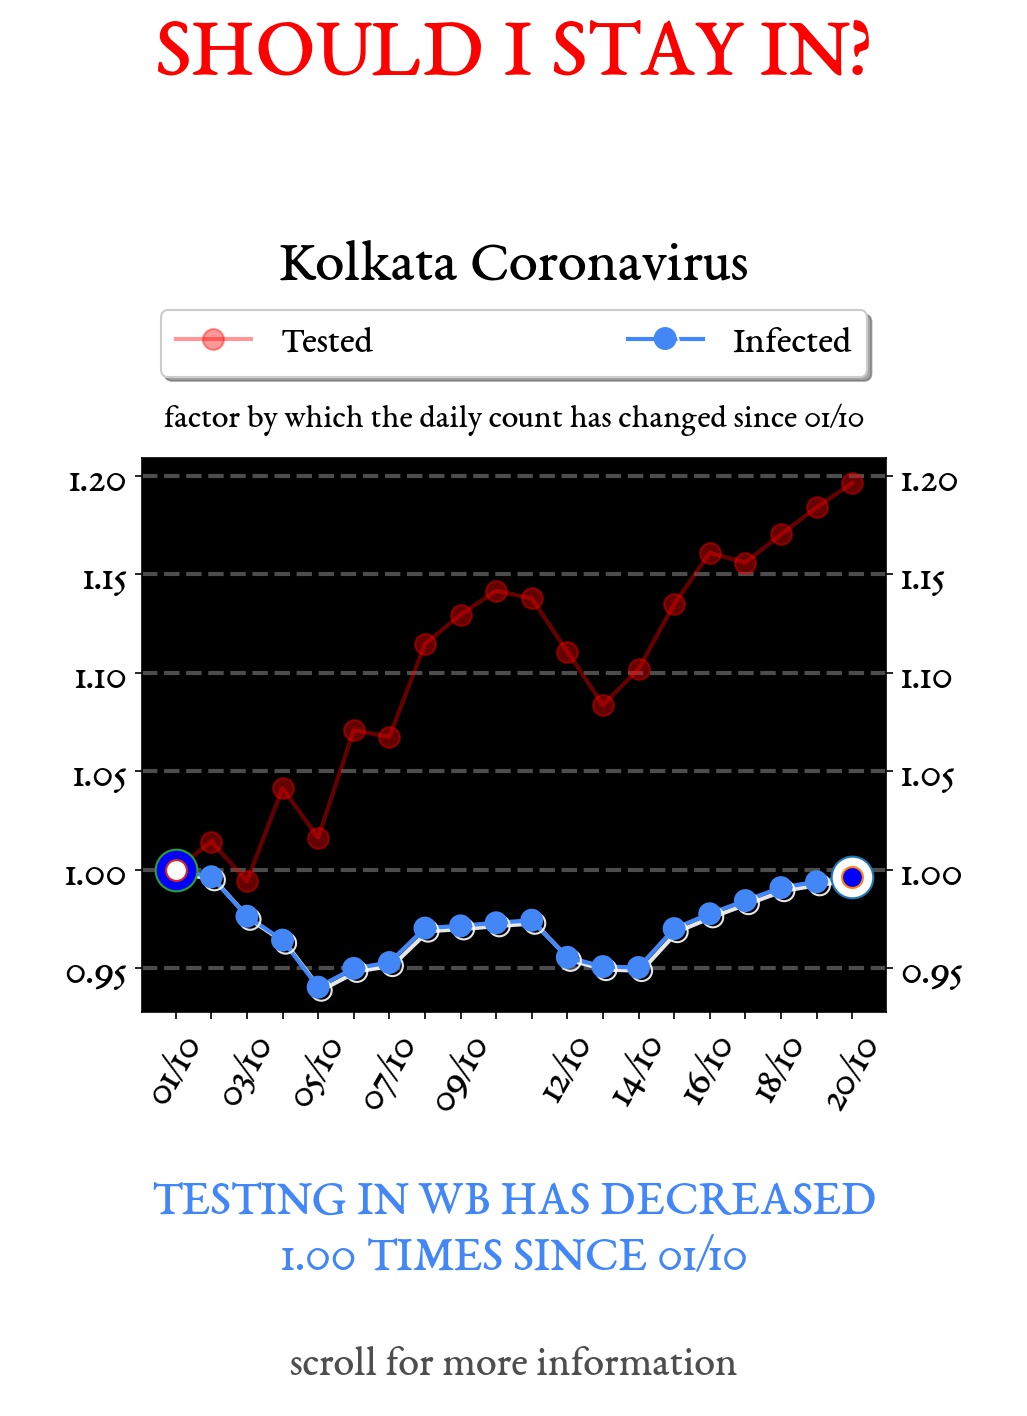 SHOULD I STAY IN?
Kolkata Coronavirus
Tested Infected
factor by which the daily count has changed since 01/10
1.20 1.20
1.15 1.15
1.10 1.10
1.05 1.05
1.00 1.00
0.95 0.95
01/10 03/10 05/10 07/10 09/10 12/10 14/10 16/10 18/10 20/10
TESTING IN WB HAS DECREASED
1.00 TIMES SINCE 01/10
scroll for more information